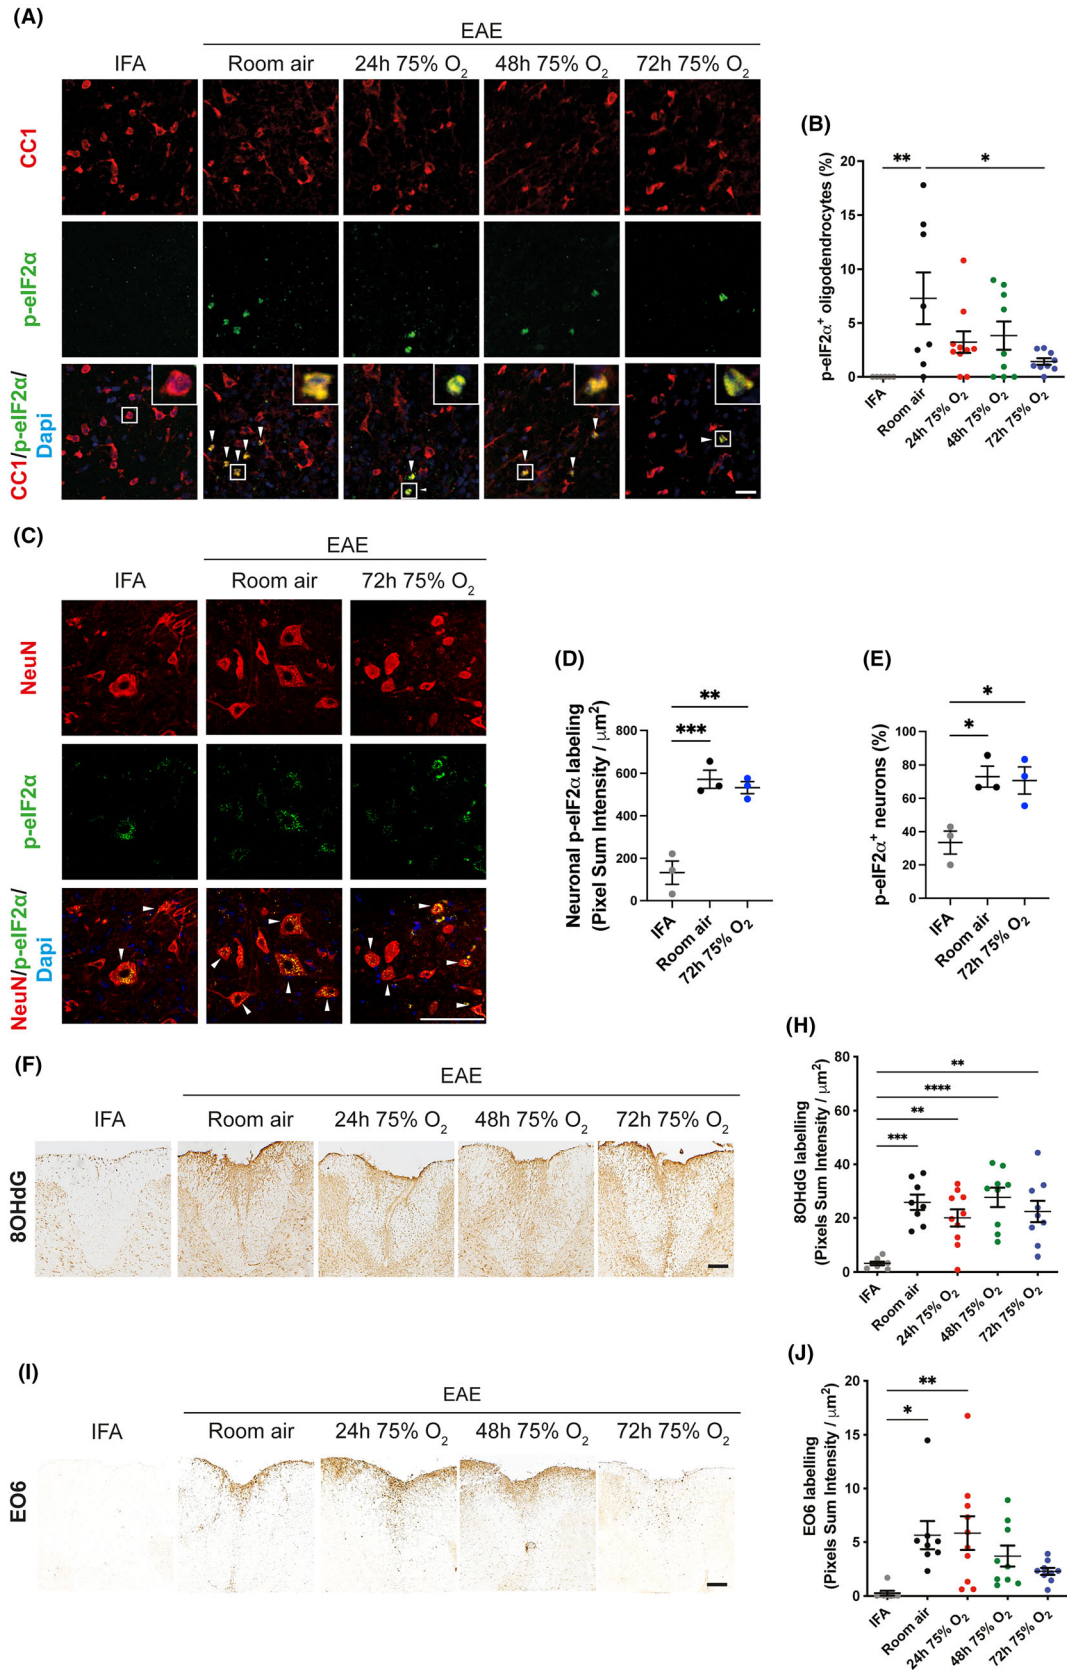 (A)
EAE
IFA
Room air
24h 75% O2
48h 75% O2
72h 75% O2
CC1
p-eIF2α
CC1/p-eIF2α/
Dapi
(B)
p-eIF2α+ oligodendrocytes (%)
20
15
10
5
0
** *
IFA
Room air
24h 75% O2
48h 75% O2
72h 75% O2
(C)
EAE
IFA
Room air
72h 75% O2
NeuN
p-eIF2α
NeuN/p-eIF2α/
Dapi
(D)
Neuronal p-eIF2α labeling
(Pixel Sum Intensity / μm2)
800
600
400
200
0
**
***
IFA
Room air
72h 75% O2
(E)
p-eIF2α+ neurons (%)
100
80
60
40
20
0
*
*
IFA
Room air
72h 75% O2
(F)
EAE
IFA
Room air
24h 75% O2
48h 75% O2
72h 75% O2
8OHdG
(H)
8OHdG labelling
(Pixels Sum Intensity / μm2)
80
60
40
20
0
**
****
**
***
IFA
Room air
24h 75% O2
48h 75% O2
72h 75% O2
(I)
EAE
IFA
Room air
24h 75% O2
48h 75% O2
72h 75% O2
EO6
(J)
EO6 labelling
(Pixels Sum Intensity / μm2)
20
15
10
5
0
**
*
IFA
Room air
24h 75% O2
48h 75% O2
72h 75% O2